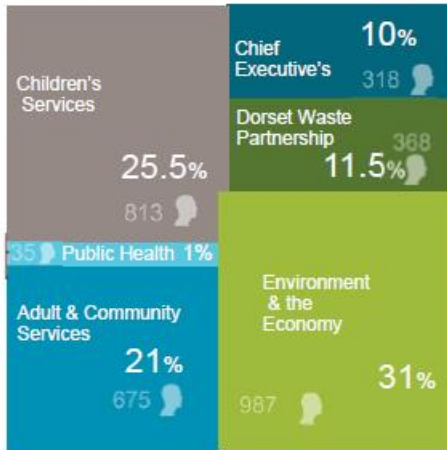 Children's
Services
25.5%
813
10%
Chief
Executive's
318
Dorset Waste
Partnership
368
11.5%
35 Public Health 1%
Adult & Community
Services
21%
675
Environment
& the
Economy
31%
987